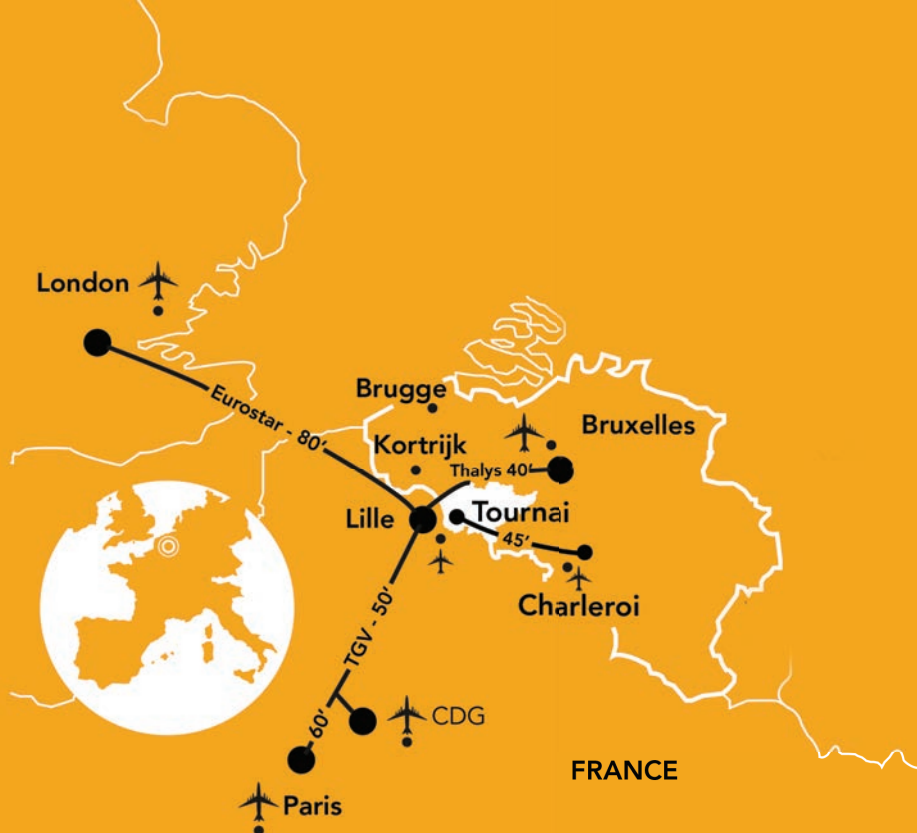 London
Eurostar - 80'
Brugge
Bruxelles
Kortrijk
Thalys 40'
Lille
Tournai
45'
Charleroi
TGV - 50'
60'
CDG
FRANCE
Paris